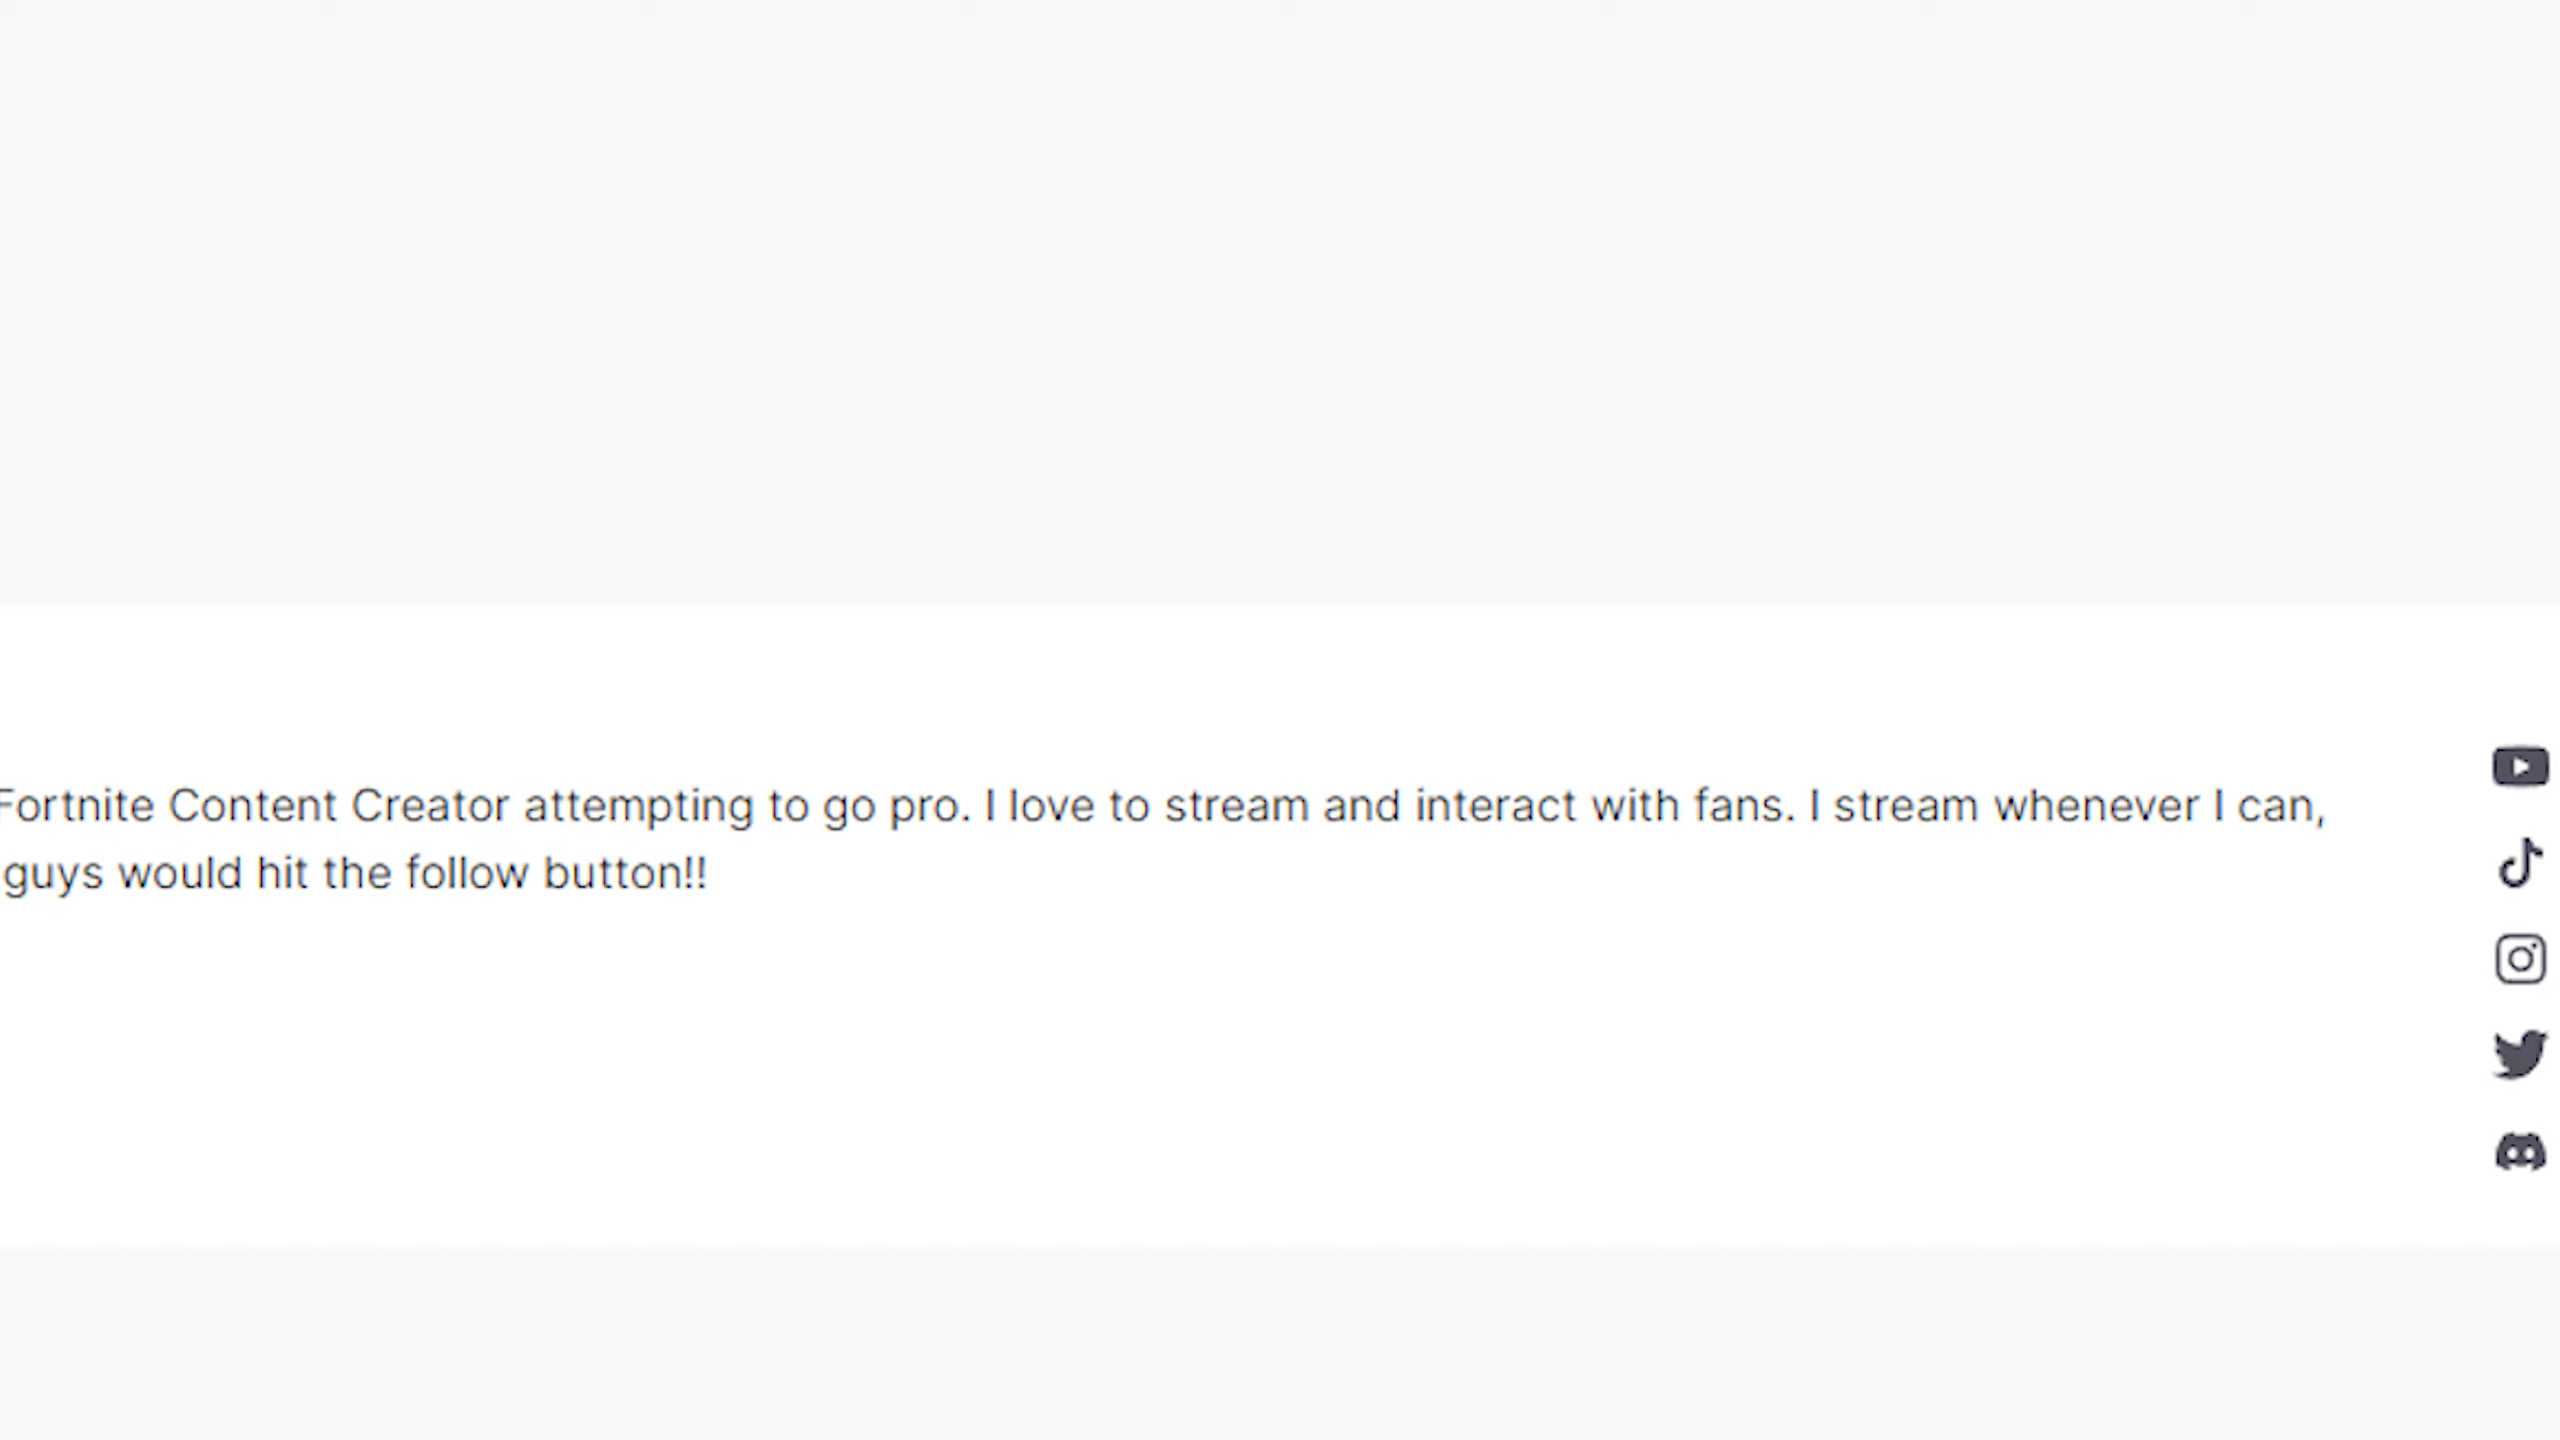 Fortnite Content Creator attempting to go pro. I love to stream and interact with fans. I stream whenever I can,
guys would hit the follow button!!